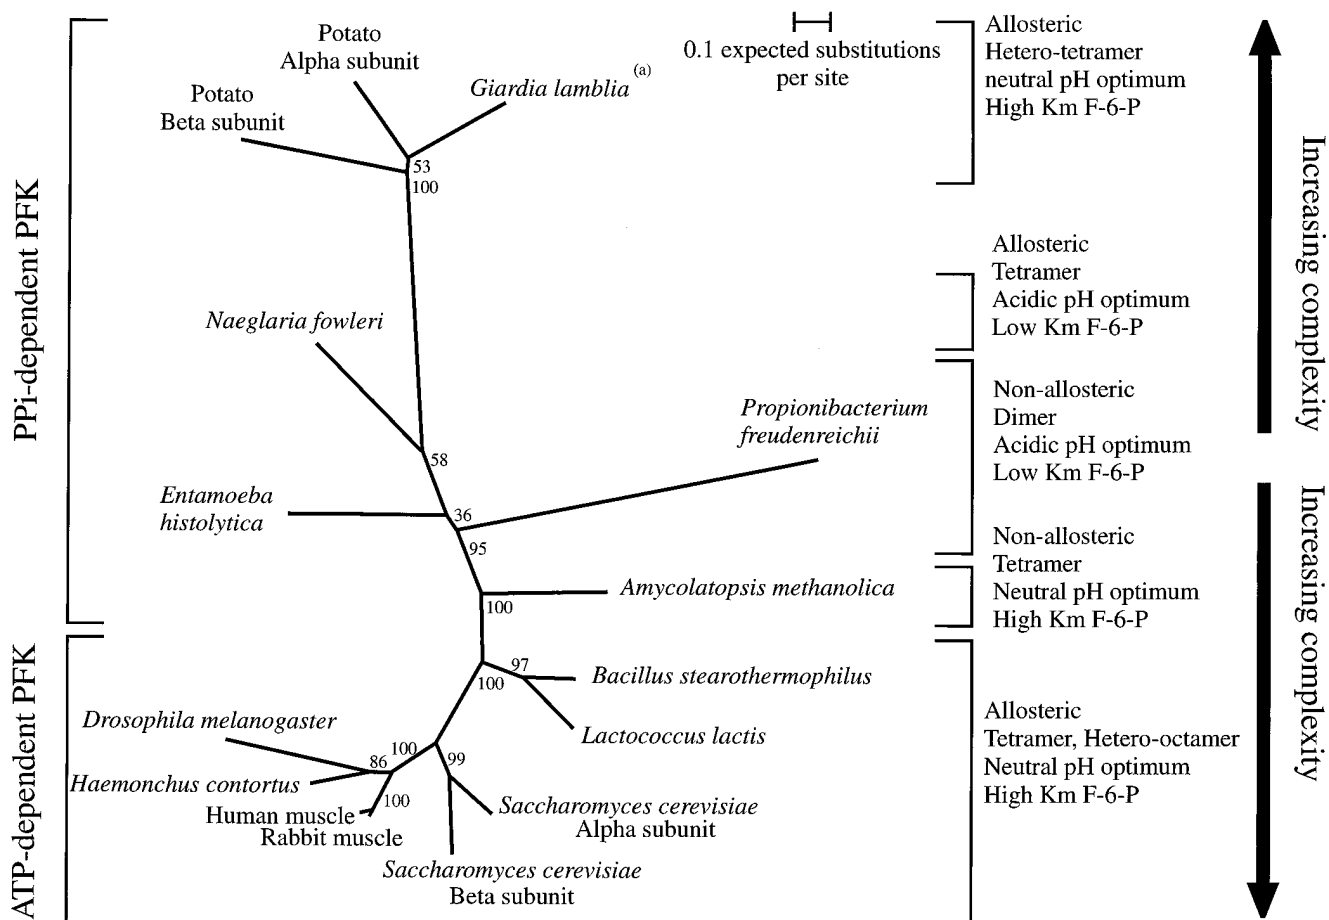 Potato
Alpha subunit
Giardia lamblia (a)
Potato
Beta subunit
53
100
0.1 expected substitutions
per site
Allosteric
Hetero-tetramer
neutral pH optimum
High Km F-6-P
PPi-dependent PFK
Increasing complexity
Allosteric
Tetramer
Acidic pH optimum
Low Km F-6-P
Naeglaria fowleri
58
Propionibacterium
freudenreichii
Non-allosteric
Dimer
Acidic pH optimum
Low Km F-6-P
Entamoeba
histolytica
36
95
Non-allosteric
Tetramer
Neutral pH optimum
High Km F-6-P
Amycolatopsis methanolica
100
Increasing complexity
ATP-dependent PFK
97
100
Bacillus stearothermophilus
Lactococcus lactis
Drosophila melanogaster
100
86
99
Haemonchus contortus
100
Human muscle
Rabbit muscle
Saccharomyces cerevisiae
Alpha subunit
Saccharomyces cerevisiae
Beta subunit
Allosteric
Tetramer, Hetero-octamer
Neutral pH optimum
High Km F-6-P